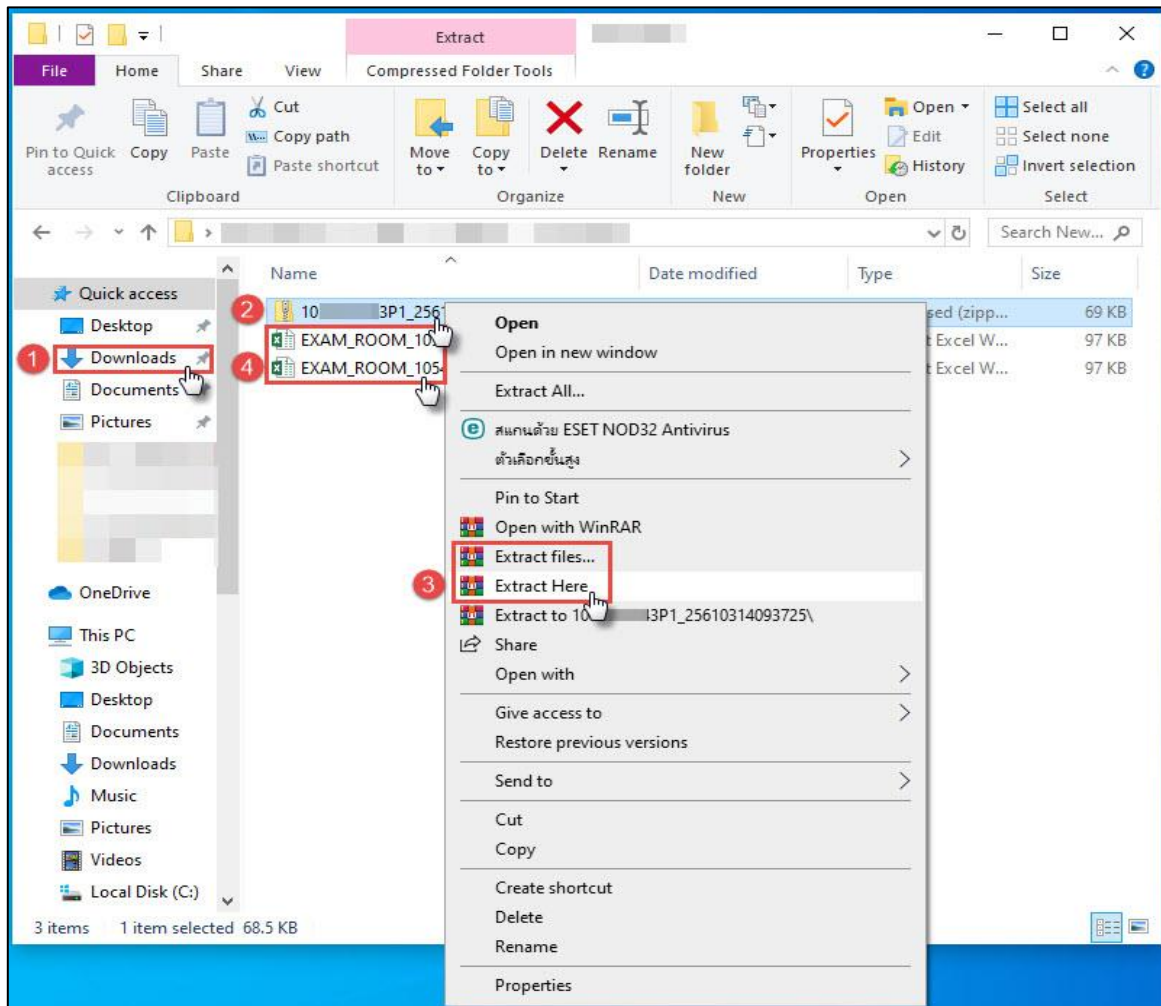 Extract
File Home Share View Compressed Folder Tools
Pin to Quick access
Copy
Paste
Cut
Copy path
Paste shortcut
Clipboard
Move to
Copy to
Delete
Rename
Organize
New folder
New
Properties
Open
Edit
History
Open
Select all
Select none
Invert selection
Select
Search New...
Name Date modified Type Size
Quick access
Desktop
1 Downloads
Documents
Pictures
OneDrive
This PC
3D Objects
Desktop
Documents
Downloads
Music
Pictures
Videos
Local Disk (C:)
2 10 3P1_2561 sed (zipp... 69 KB
EXAM_ROOM_10 t Excel W... 97 KB
4 EXAM_ROOM_1054 t Excel W... 97 KB
Open
Open in new window
Extract All...
สแกนด้วย ESET NOD32 Antivirus
ตัวเลือกขั้นสูง
Pin to Start
Open with WinRAR
Extract files...
3 Extract Here
Extract to 10 3P1_25610314093725\
Share
Open with
Give access to
Restore previous versions
Send to
Cut
Copy
Create shortcut
Delete
Rename
Properties
3 items 1 item selected 68.5 KB